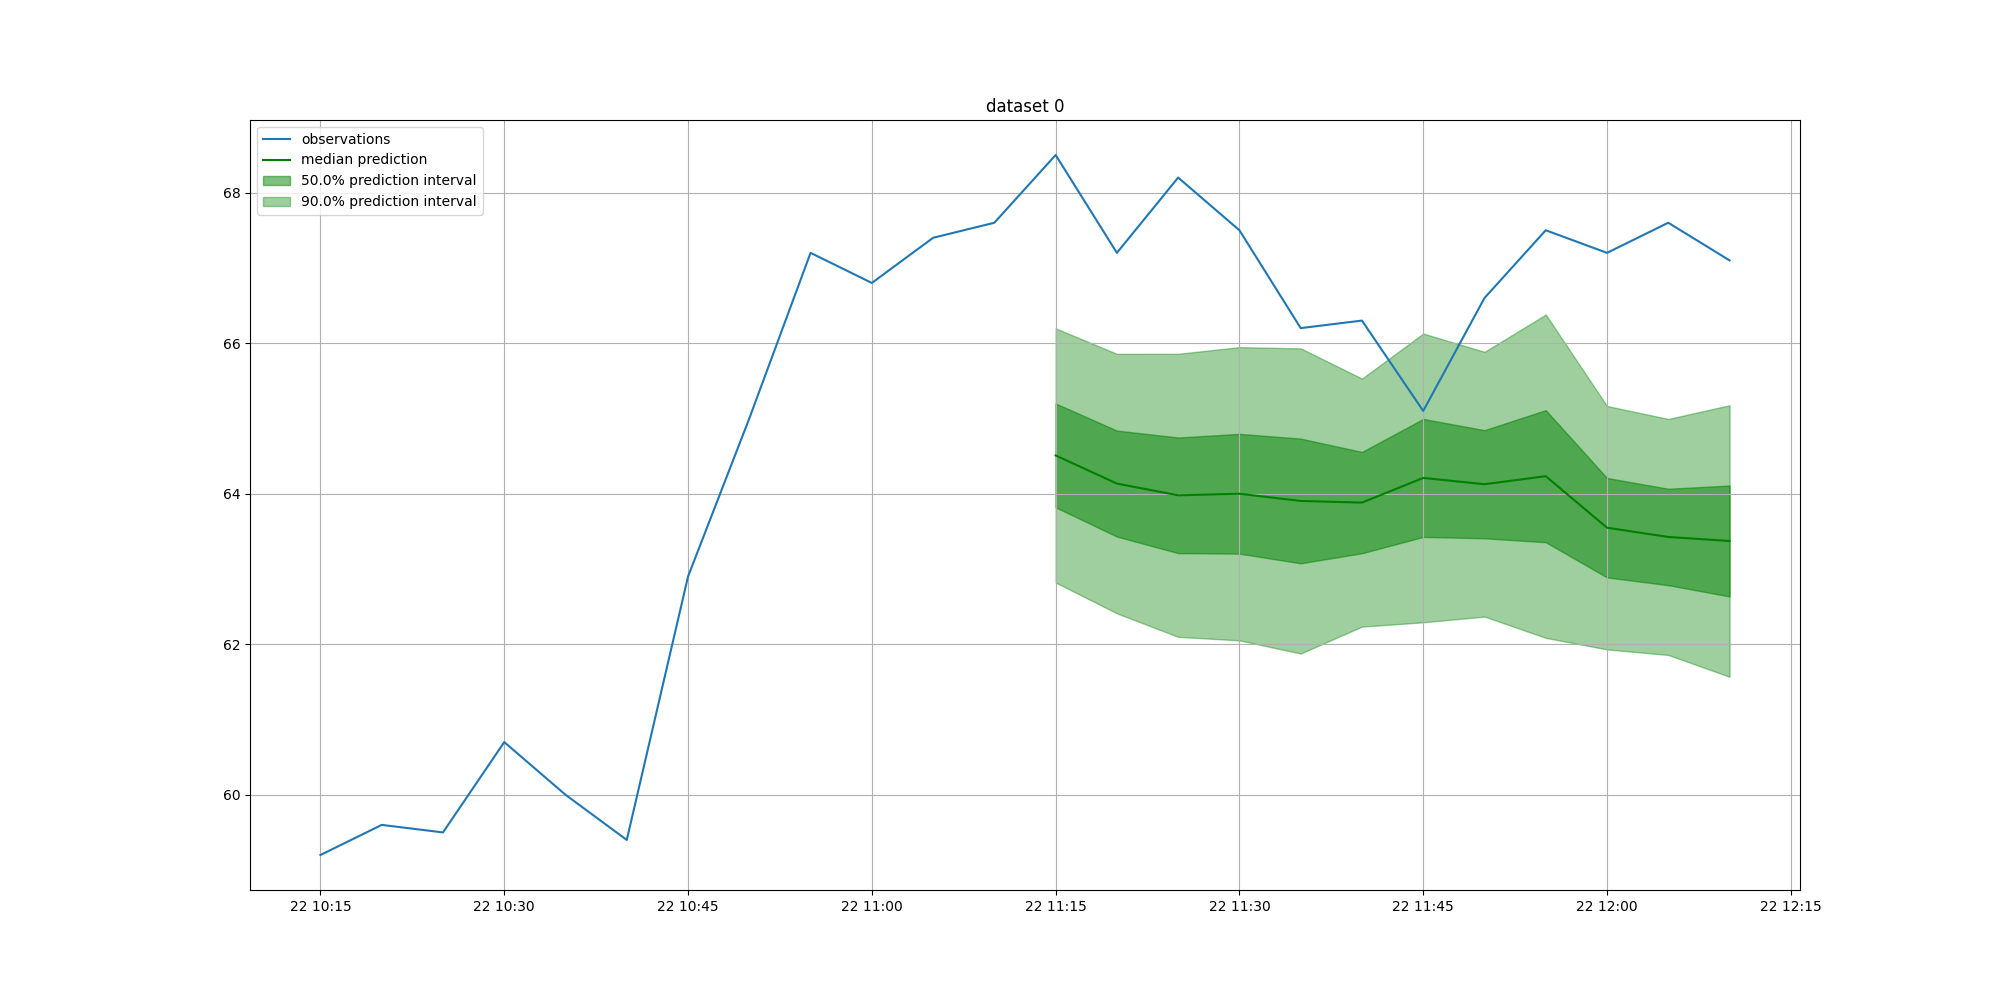 dataset 0
observations
median prediction
50.0% prediction interval
90.0% prediction interval
68
66
64
62
60
22 10:15 22 10:30 22 10:45 22 11:00 22 11:15 22 11:30 22 11:45 22 12:00 22 12:15